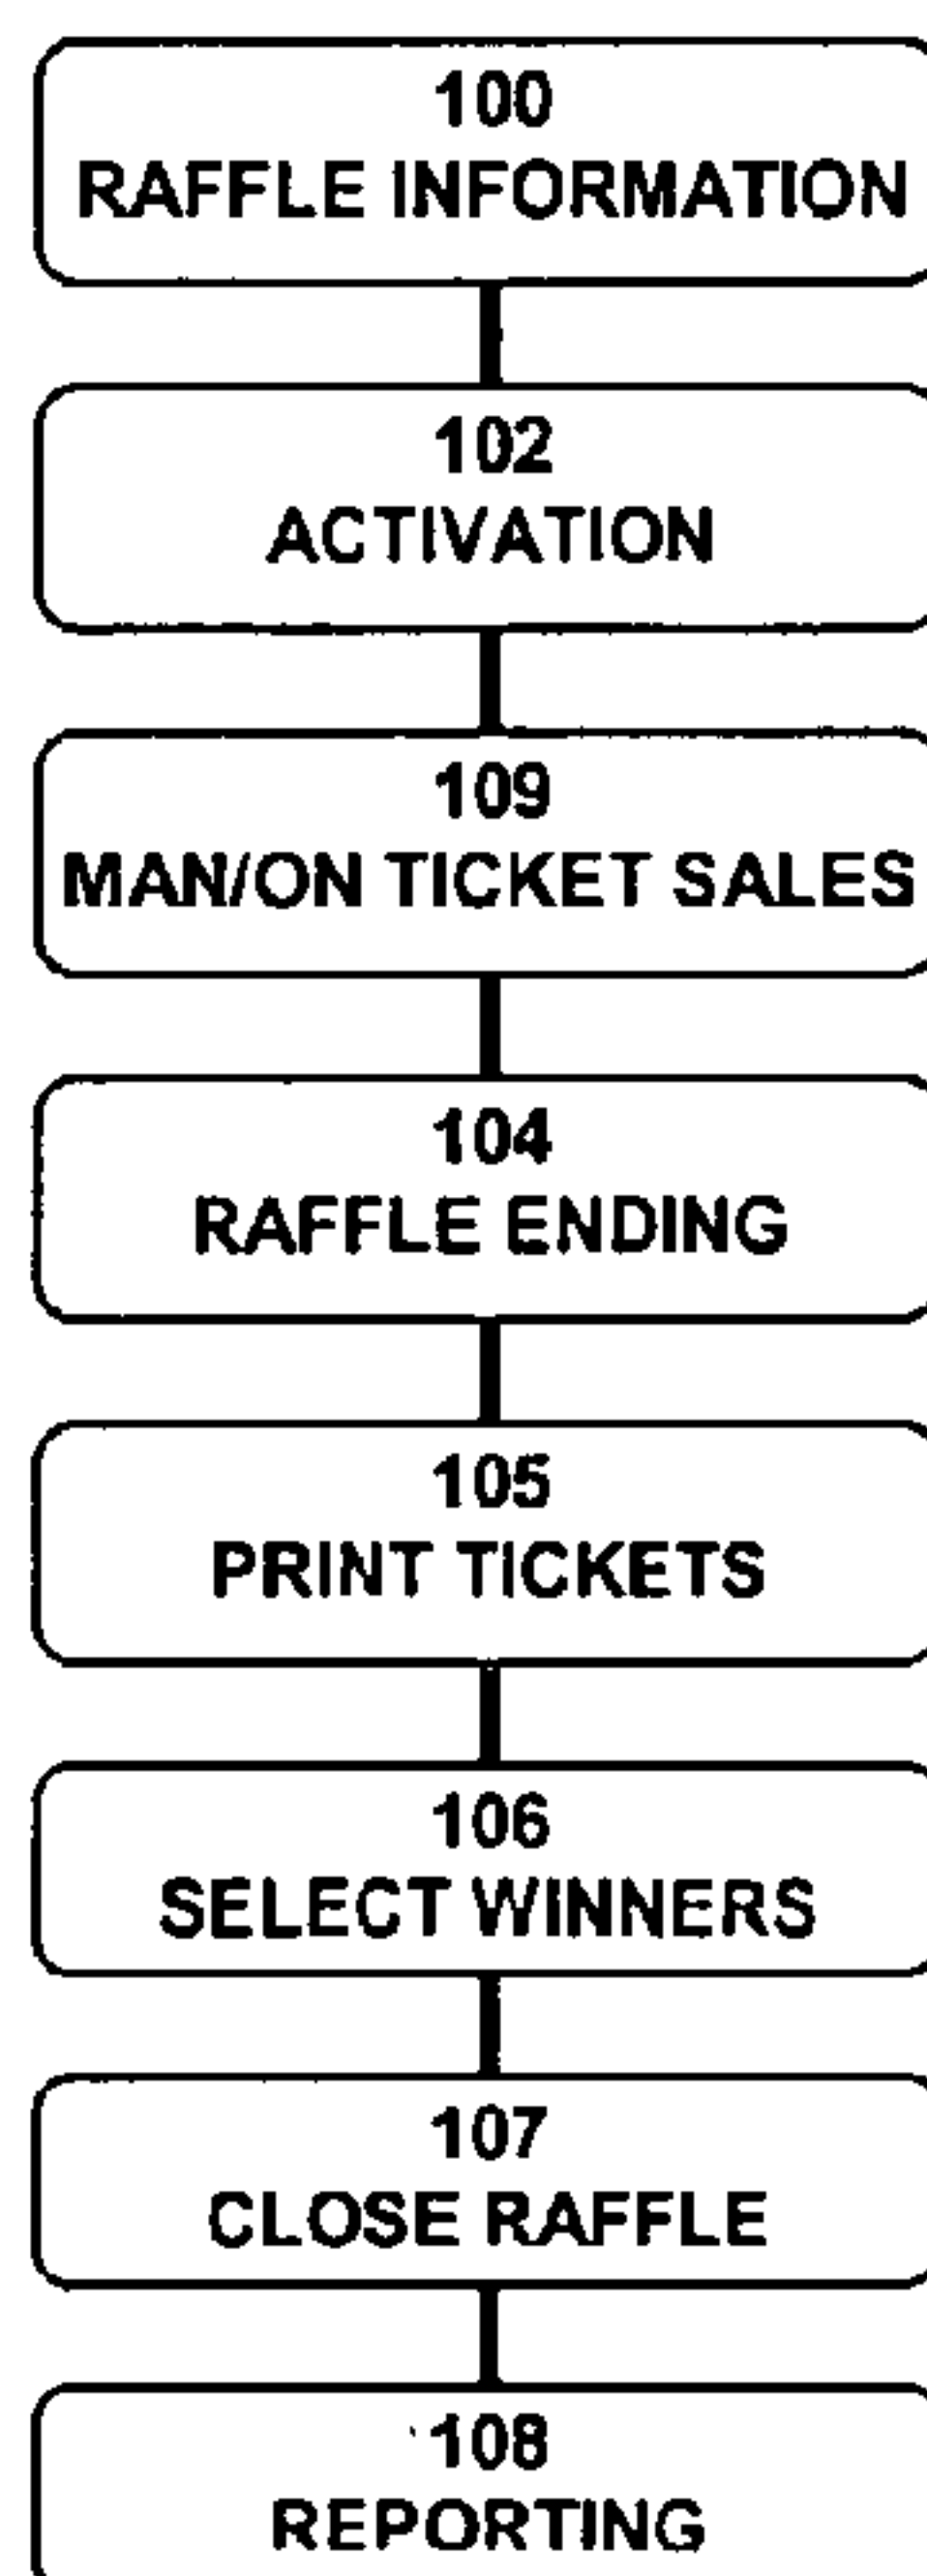 100
RAFFLE INFORMATION
102
ACTIVATION
109
MAN/ON TICKET SALES
104
RAFFLE ENDING
105
PRINT TICKETS
106
SELECT WINNERS
107
CLOSE RAFFLE
108
REPORTING